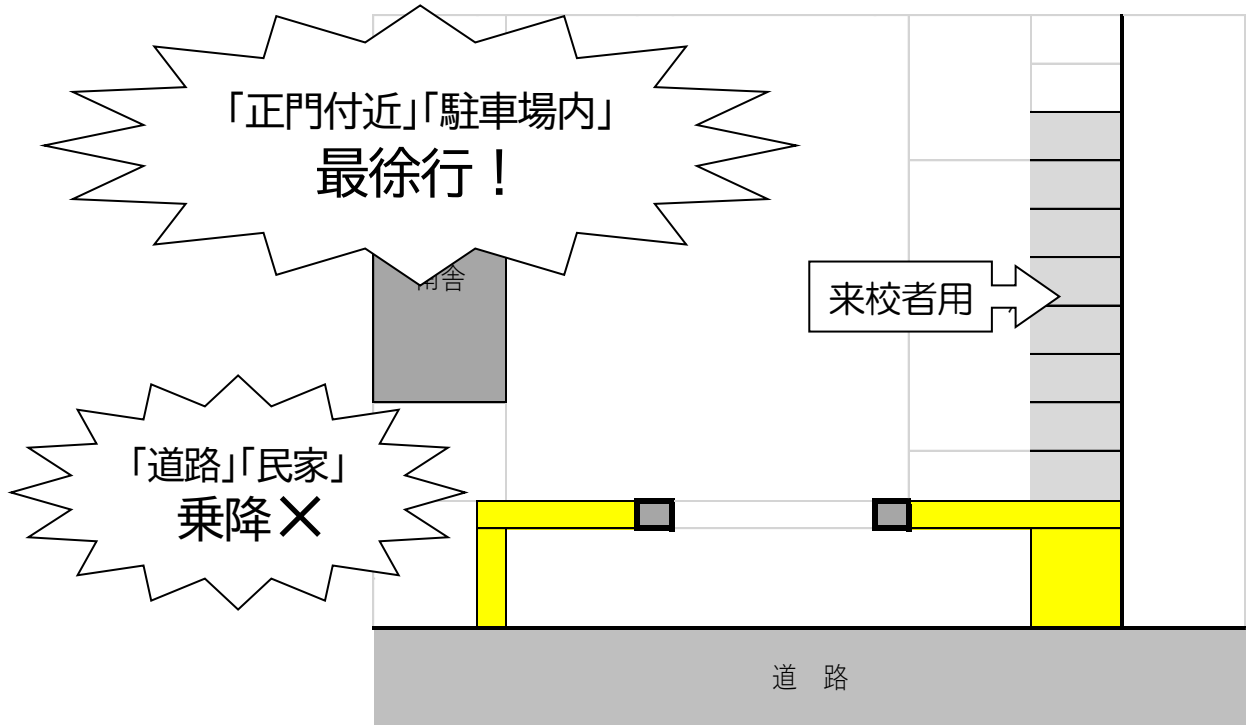 「正門付近」「駐車場内」
最徐行！
舎
来校者用
「道路」「民家」
乗降×
道　路